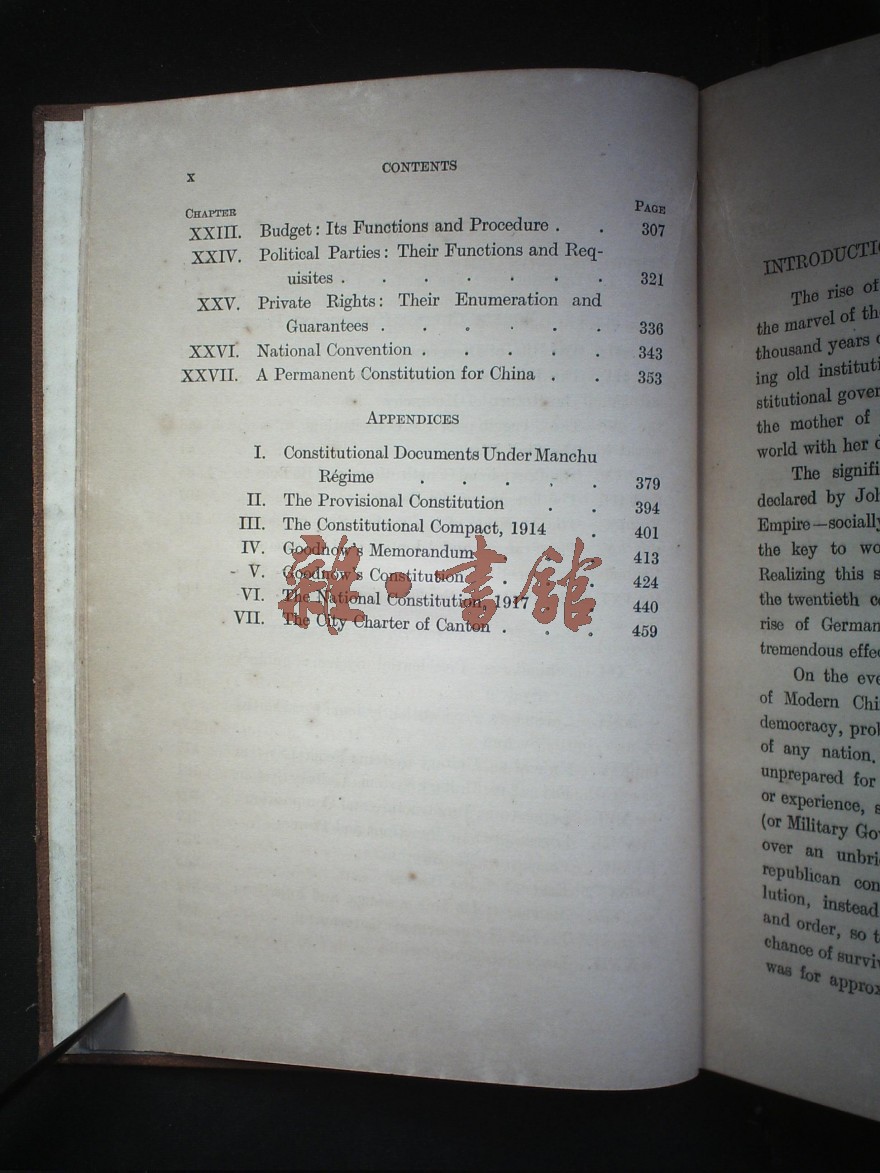 x
CONTENTS
CHAPTER
PAGE
XXIII. Budget: Its Functions and Procedure . . 307
XXIV. Political Parties: Their Functions and Req-
uisites . . . . . . . 321
XXV. Private Rights: Their Enumeration and
Guarantees . . . . . . 336
XXVI. National Convention . . . . . 343
XXVII. A Permanent Constitution for China . . 353
APPENDICES
I. Constitutional Documents Under Manchu
Régime . . . . . 379
II. The Provisional Constitution . . 394
III. The Constitutional Compact, 1914 . 401
IV. Goodnow's Memorandum . . . 413
V. Goodnow's Constitution . . . 424
VI. The National Constitution, 1917 . . 440
VII. The City Charter of Canton . . . 459
雜·書館
INTRODUCTIO
The rise of
the marvel of th
thousand years
ing old instituti
stitutional gover
the mother of
world with her
The signifi
declared by Jo
Empire—sociall
the key to wo
Realizing this s
the twentieth
rise of German
tremendous effe
On the eve
of Modern Chi
democracy, pro
of any nation.
unprepared for
or experience, s
(or Military Go
over an unbri
republican con
lution, instead
and order, so t
chance of surviv
was for approx